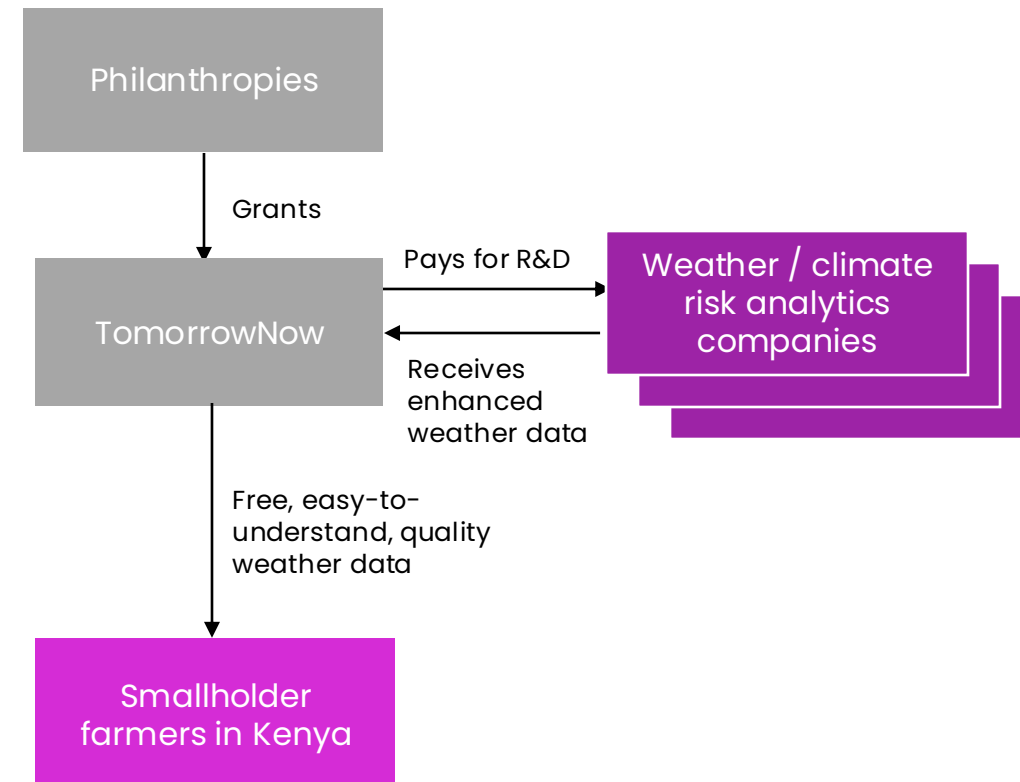 Philanthropies
Grants
TomorrowNow
Pays for R&D
Receives
enhanced
weather data
Weather / climate
risk analytics
companies
Free, easy-to-
understand, quality
weather data
Smallholder
farmers in Kenya